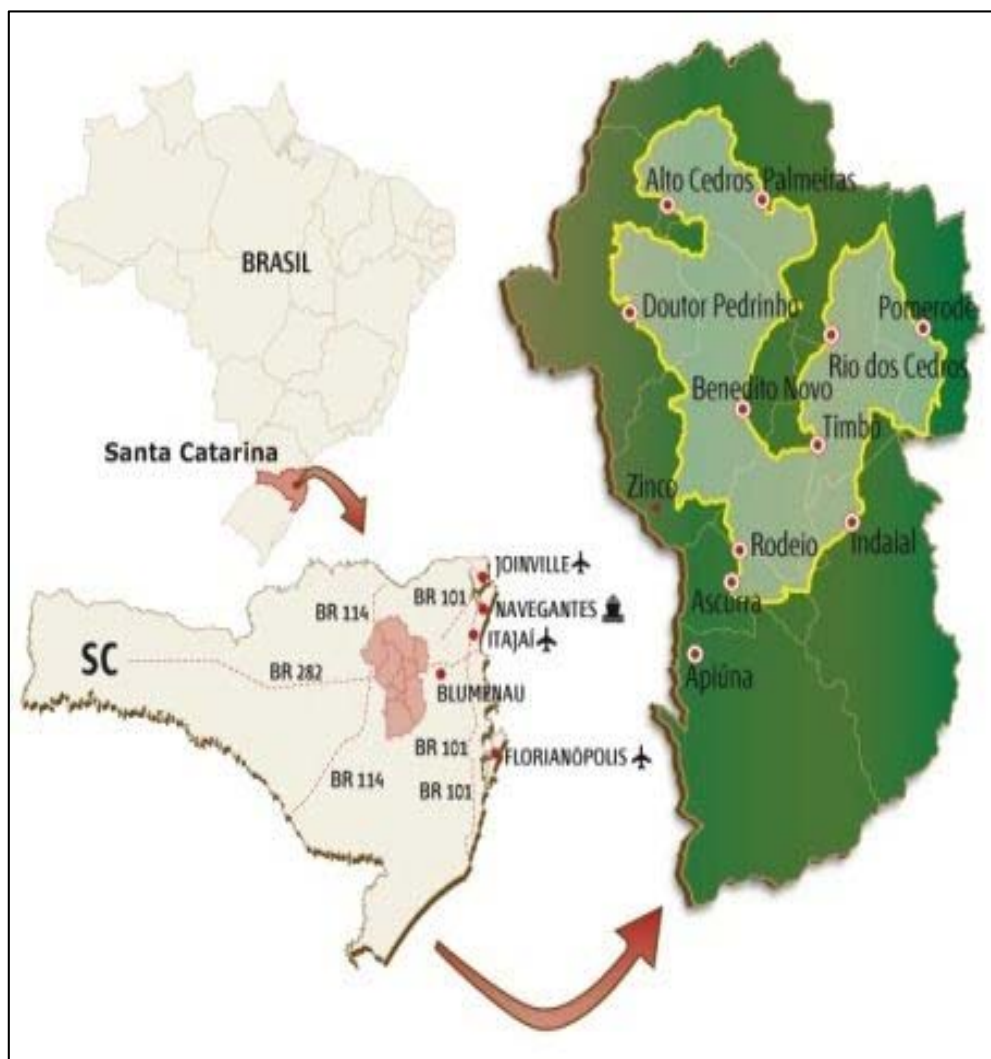 BRASIL
Santa Catarina
JOINVILLE
BR 114
BR 101
NAVEGANTES
ITAJAÍ
SC
BR 282
BLUMENAU
BR 101
FLORIANÓPOLIS
BR 114
BR 101
Alto Cedros
Palmeiras
Doutor Pedrinho
Pomerode
Rio dos Cedros
Benedito Novo
Timbó
Zinco
Rodeio
Indaial
Ascurra
Apiúna